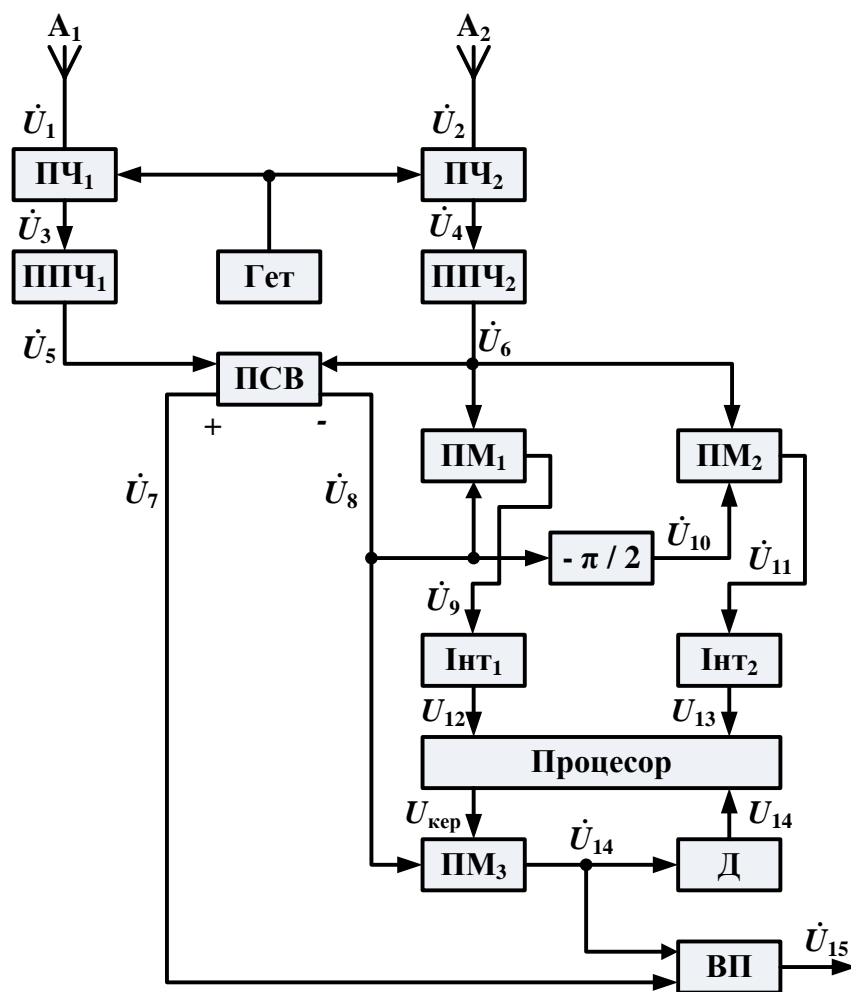 A₁ A₂
U̇₁ U̇₂
ПЧ₁ ПЧ₂
U̇₃ U̇₄
ППЧ₁ Гет ППЧ₂
U̇₅ U̇₆
ПСВ
+ -
ПМ₁ ПМ₂
U̇₇ U̇₈
- π / 2 U̇₁₀
U̇₉ U̇₁₁
Інт₁ Інт₂
U₁₂ U₁₃
Процесор
Uкер U̇₁₄ U₁₄
ПМ₃ Д
ВП U̇₁₅